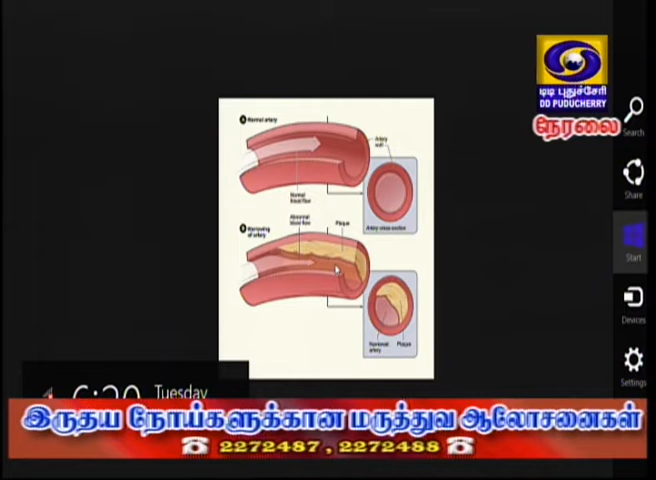 டிடி புதுச்சேரி
DD PUDUCHERRY
நேரலை
Search
Share
Start
Devices
Settings
A Normal artery
Artery
wall
Normal
blood flow
Artery cross-section
Abnormal
blood flow
Plaque
B Narrowing
of artery
Narrowed
artery
Plaque
Tuesday
இருதய நோய்களுக்கான மருத்துவ ஆலோசனைகள்
2272487 , 2272488